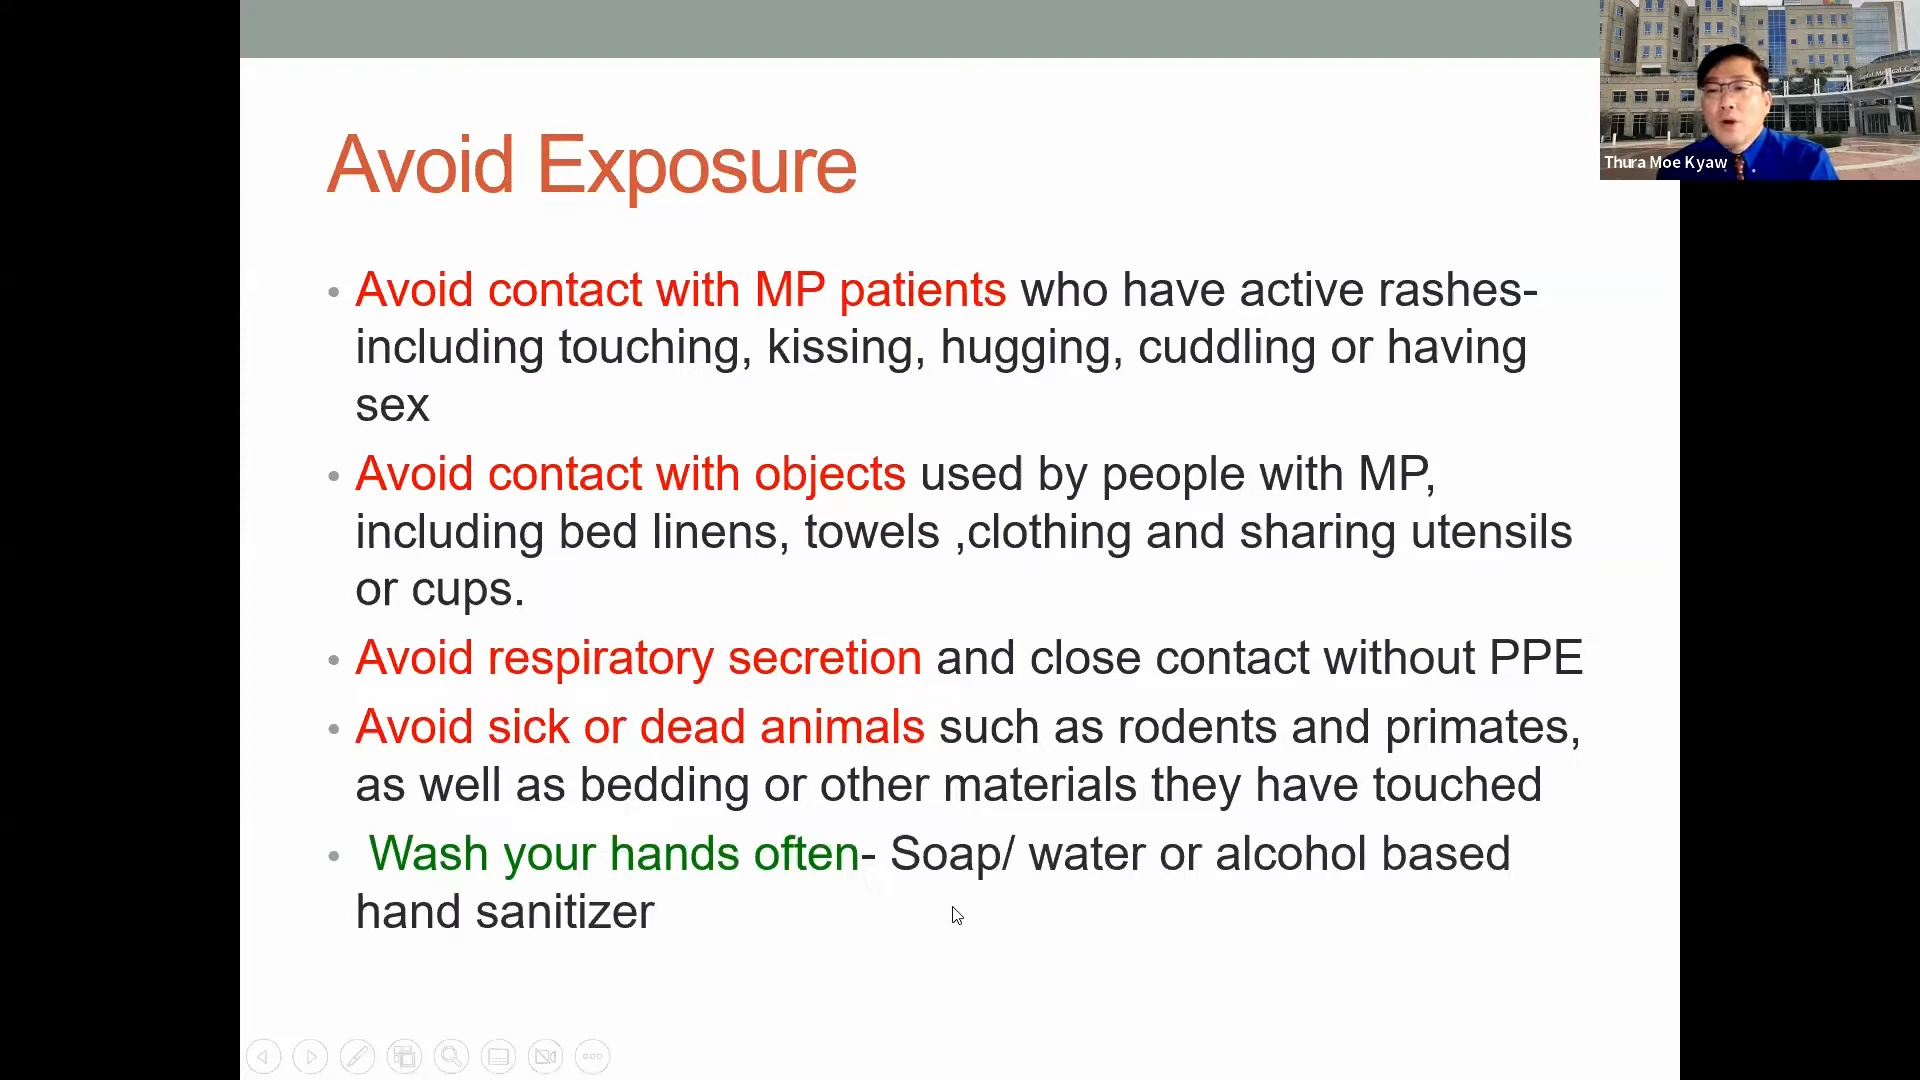 Avoid Exposure
• Avoid contact with MP patients who have active rashes-
including touching, kissing, hugging, cuddling or having
sex
• Avoid contact with objects used by people with MP,
including bed linens, towels ,clothing and sharing utensils
or cups.
• Avoid respiratory secretion and close contact without PPE
• Avoid sick or dead animals such as rodents and primates,
as well as bedding or other materials they have touched
• Wash your hands often- Soap/ water or alcohol based
hand sanitizer
Thura Moe Kyaw